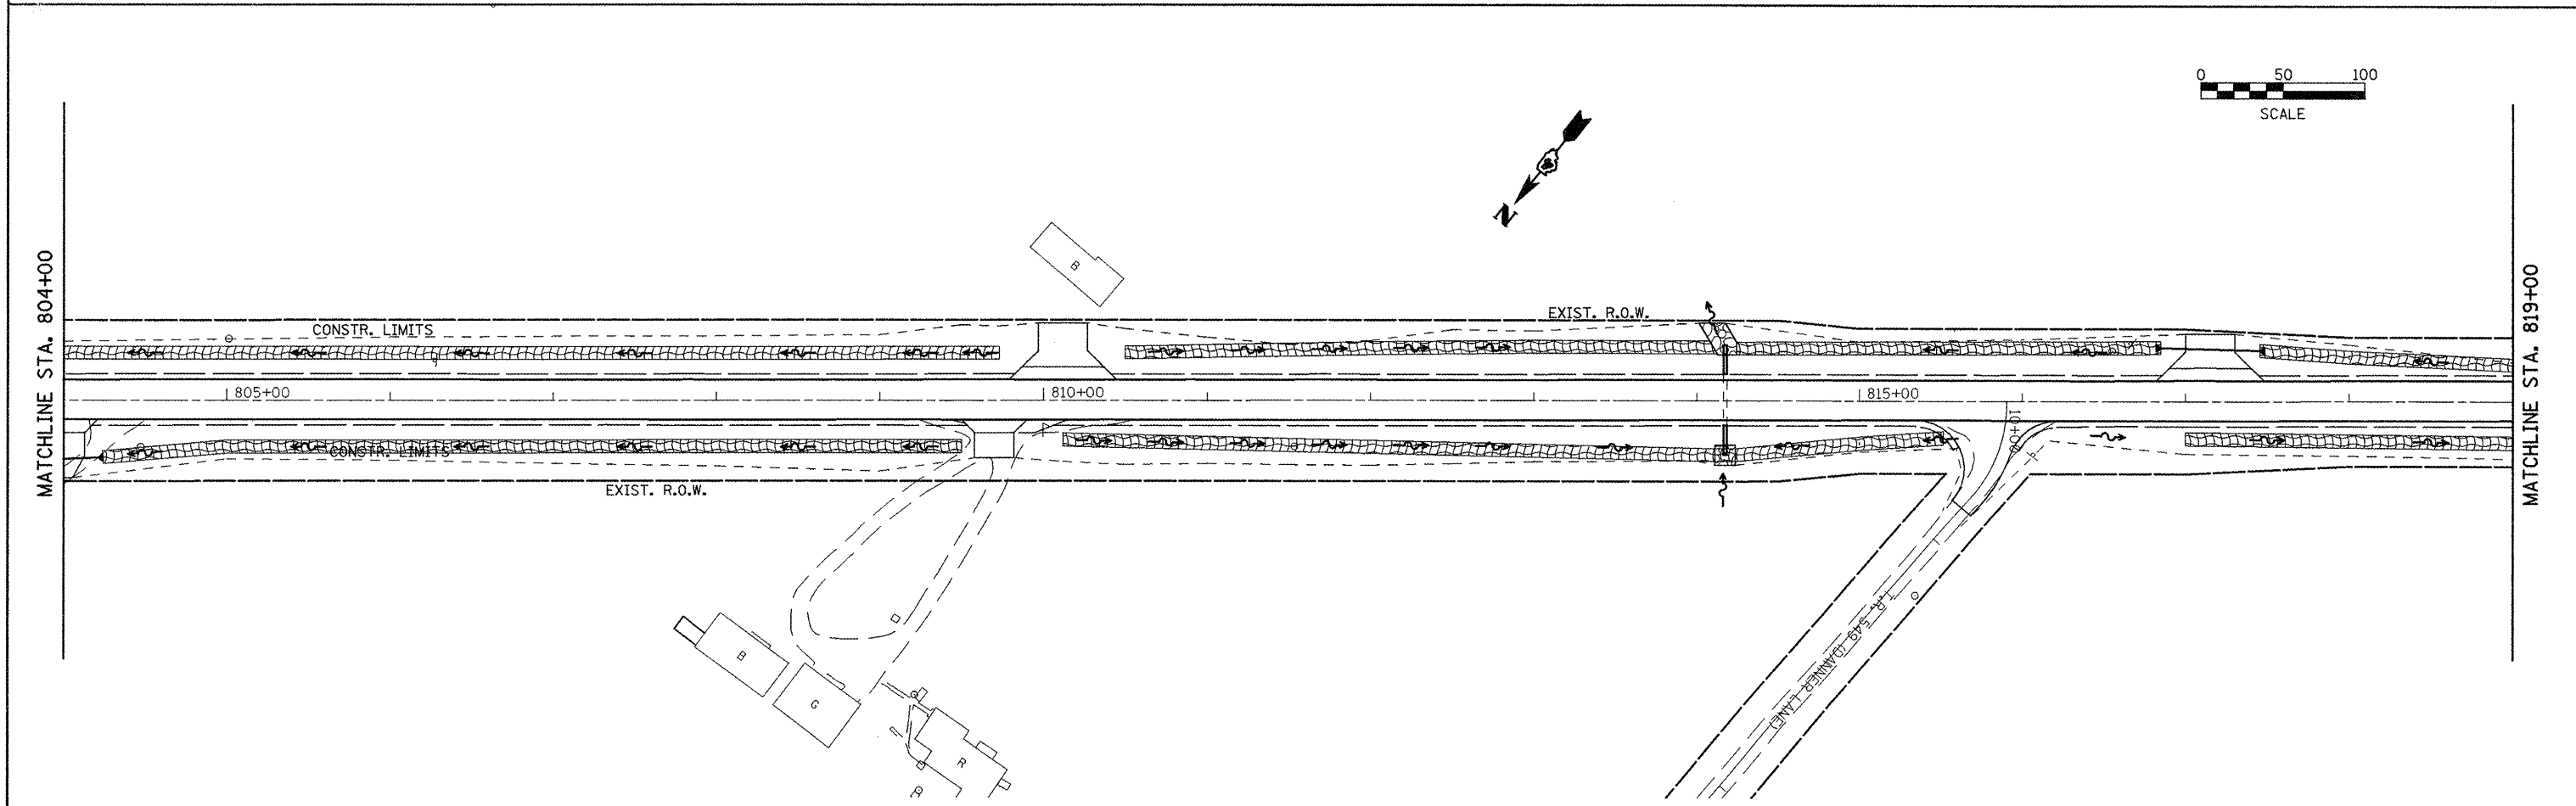 0 50 100
SCALE
N
MATCHLINE STA. 804+00
B
CONSTR. LIMITS
EXIST. R.O.W.
805+00
810+00
815+00
10+00
CONSTR. LIMITS
EXIST. R.O.W.
MATCHLINE STA. 819+00
T.R. 549 (DANNER LANE)
B
G
R